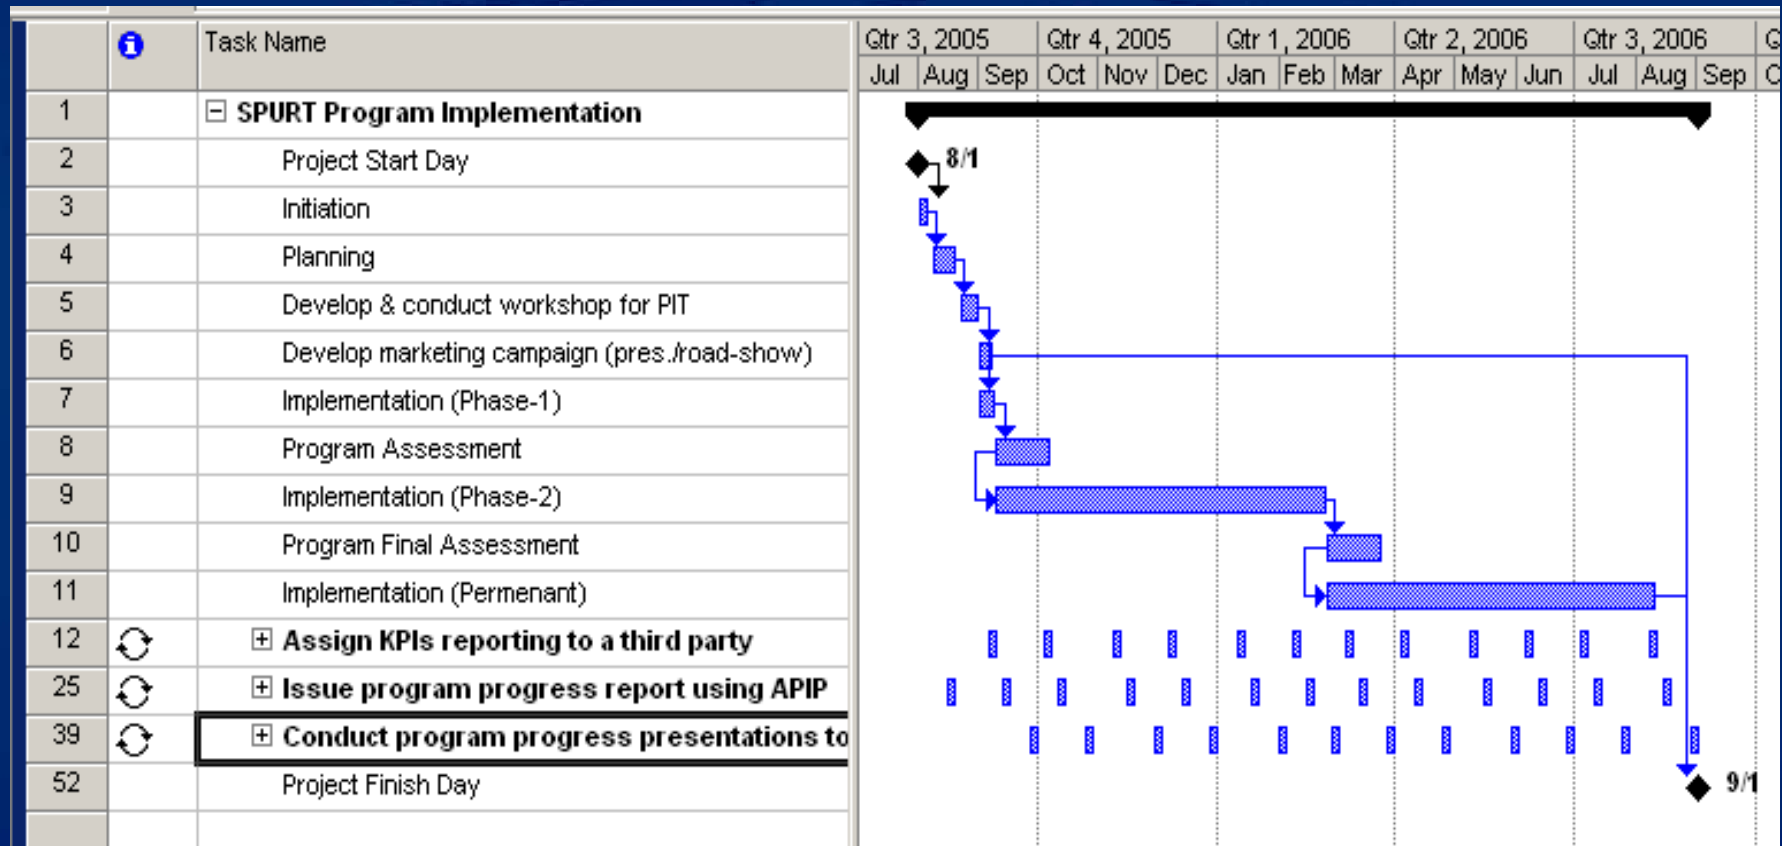 Task Name Qtr 3, 2005 Qtr 4, 2005 Qtr 1, 2006 Qtr 2, 2006 Qtr 3, 2006
Jul Aug Sep Oct Nov Dec Jan Feb Mar Apr May Jun Jul Aug Sep
1 SPURT Program Implementation
2 Project Start Day 8/1
3 Initiation
4 Planning
5 Develop & conduct workshop for PIT
6 Develop marketing campaign (pres./road-show)
7 Implementation (Phase-1)
8 Program Assessment
9 Implementation (Phase-2)
10 Program Final Assessment
11 Implementation (Permenant)
12 Assign KPIs reporting to a third party
25 Issue program progress report using APIP
39 Conduct program progress presentations to
52 Project Finish Day 9/1